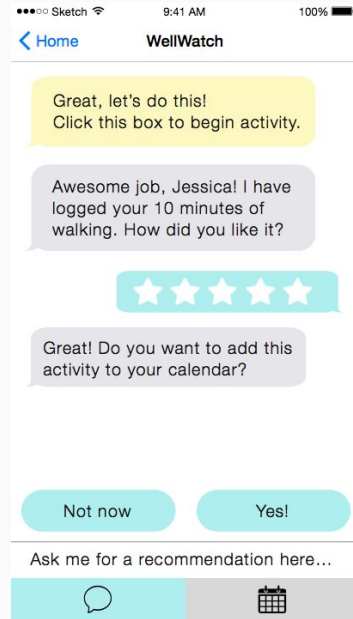 Sketch 9:41 AM 100%
Home WellWatch
Great, let's do this!
Click this box to begin activity.
Awesome job, Jessica! I have
logged your 10 minutes of
walking. How did you like it?
Great! Do you want to add this
activity to your calendar?
Not now Yes!
Ask me for a recommendation here...